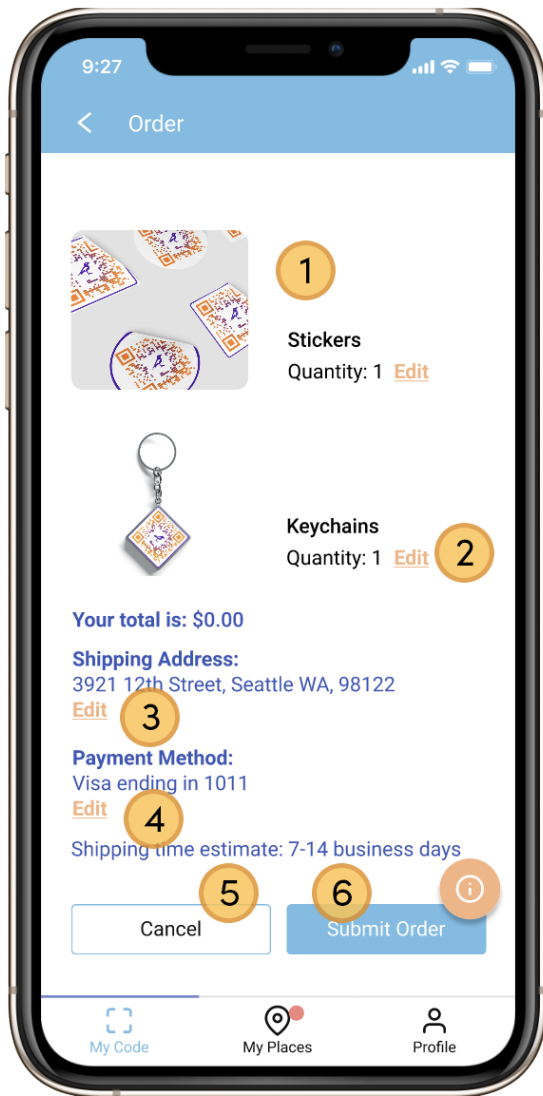 9:27
Order
1
Stickers
Quantity: 1 Edit
Keychains
Quantity: 1 Edit
2
Your total is: $0.00
Shipping Address:
3921 12th Street, Seattle WA, 98122
Edit
3
Payment Method:
Visa ending in 1011
Edit
4
Shipping time estimate: 7-14 business days
5
6
Cancel
Submit Order
My Code
My Places
Profile